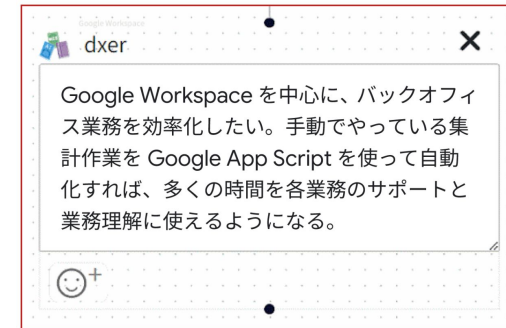 Google Workspace
dxer
Google Workspace を中心に、バックオフィ
ス業務を効率化したい。手動でやっている集
計作業を Google App Script を使って自動
化すれば、多くの時間を各業務のサポートと
業務理解に使えるようになる。